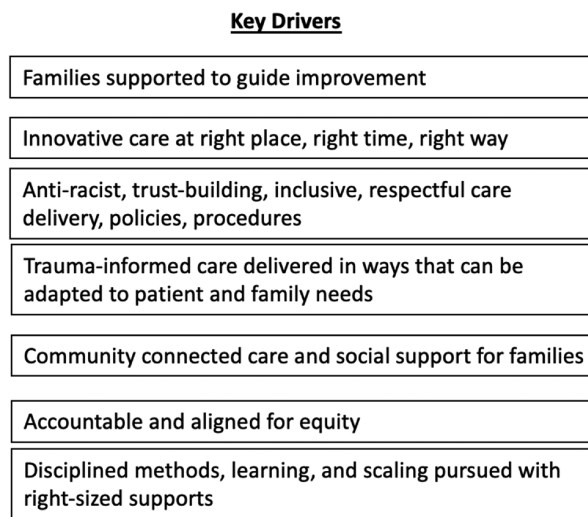 Key Drivers
Families supported to guide improvement
Innovative care at right place, right time, right way
Anti-racist, trust-building, inclusive, respectful care
delivery, policies, procedures
Trauma-informed care delivered in ways that can be
adapted to patient and family needs
Community connected care and social support for families
Accountable and aligned for equity
Disciplined methods, learning, and scaling pursued with
right-sized supports